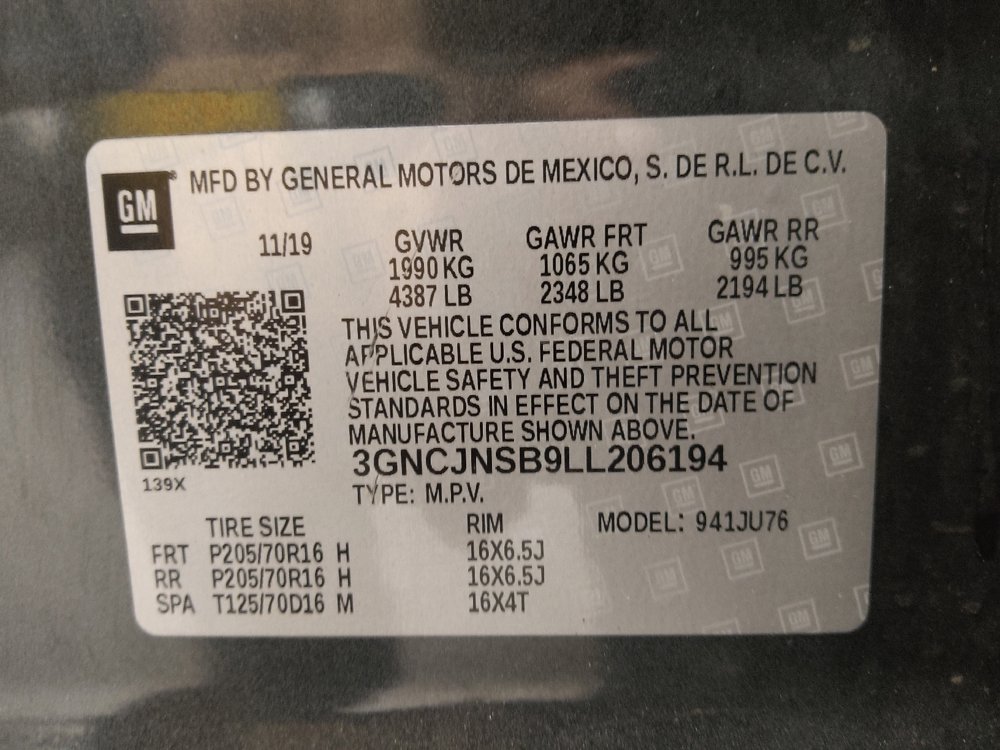 GM ® MFD BY GENERAL MOTORS DE MEXICO, S. DE R.L. DE C.V.
11/19 GVWR GAWR FRT GAWR RR
1990 KG 1065 KG 995 KG
4387 LB 2348 LB 2194 LB
THIS VEHICLE CONFORMS TO ALL
APPLICABLE U.S. FEDERAL MOTOR
VEHICLE SAFETY AND THEFT PREVENTION
STANDARDS IN EFFECT ON THE DATE OF
MANUFACTURE SHOWN ABOVE.
3GNCJNSB9LL206194
139X
TYPE: M.P.V.
TIRE SIZE RIM MODEL: 941JU76
FRT P205/70R16 H 16X6.5J
RR P205/70R16 H 16X6.5J
SPA T125/70D16 M 16X4T